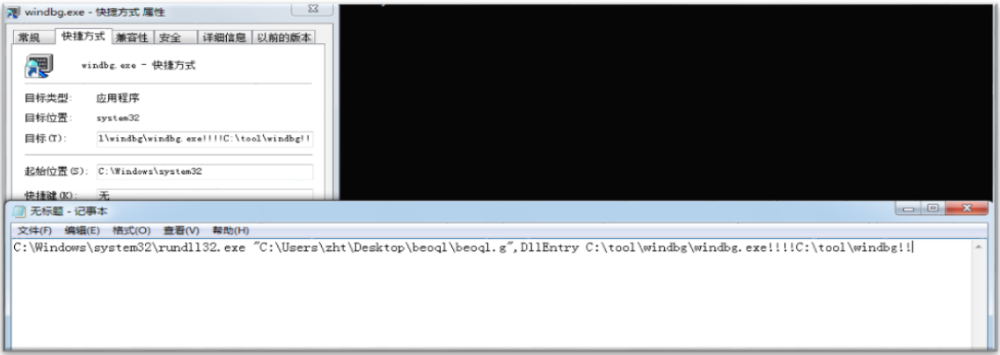 windbg.exe - 快捷方式 属性
常规 快捷方式 兼容性 安全 详细信息 以前的版本
windbg.exe - 快捷方式
目标类型: 应用程序
目标位置: system32
目标(T): l\windbg\windbg.exe!!!!C:\tool\windbg!!
起始位置(S): C:\Windows\system32
快捷键(K): 无
无标题 - 记事本
文件(F) 编辑(E) 格式(O) 查看(V) 帮助(H)
C:\Windows\system32\rundll32.exe "C:\Users\zht\Desktop\beoql\beoql.g",DllEntry C:\tool\windbg\windbg.exe!!!!C:\tool\windbg!!